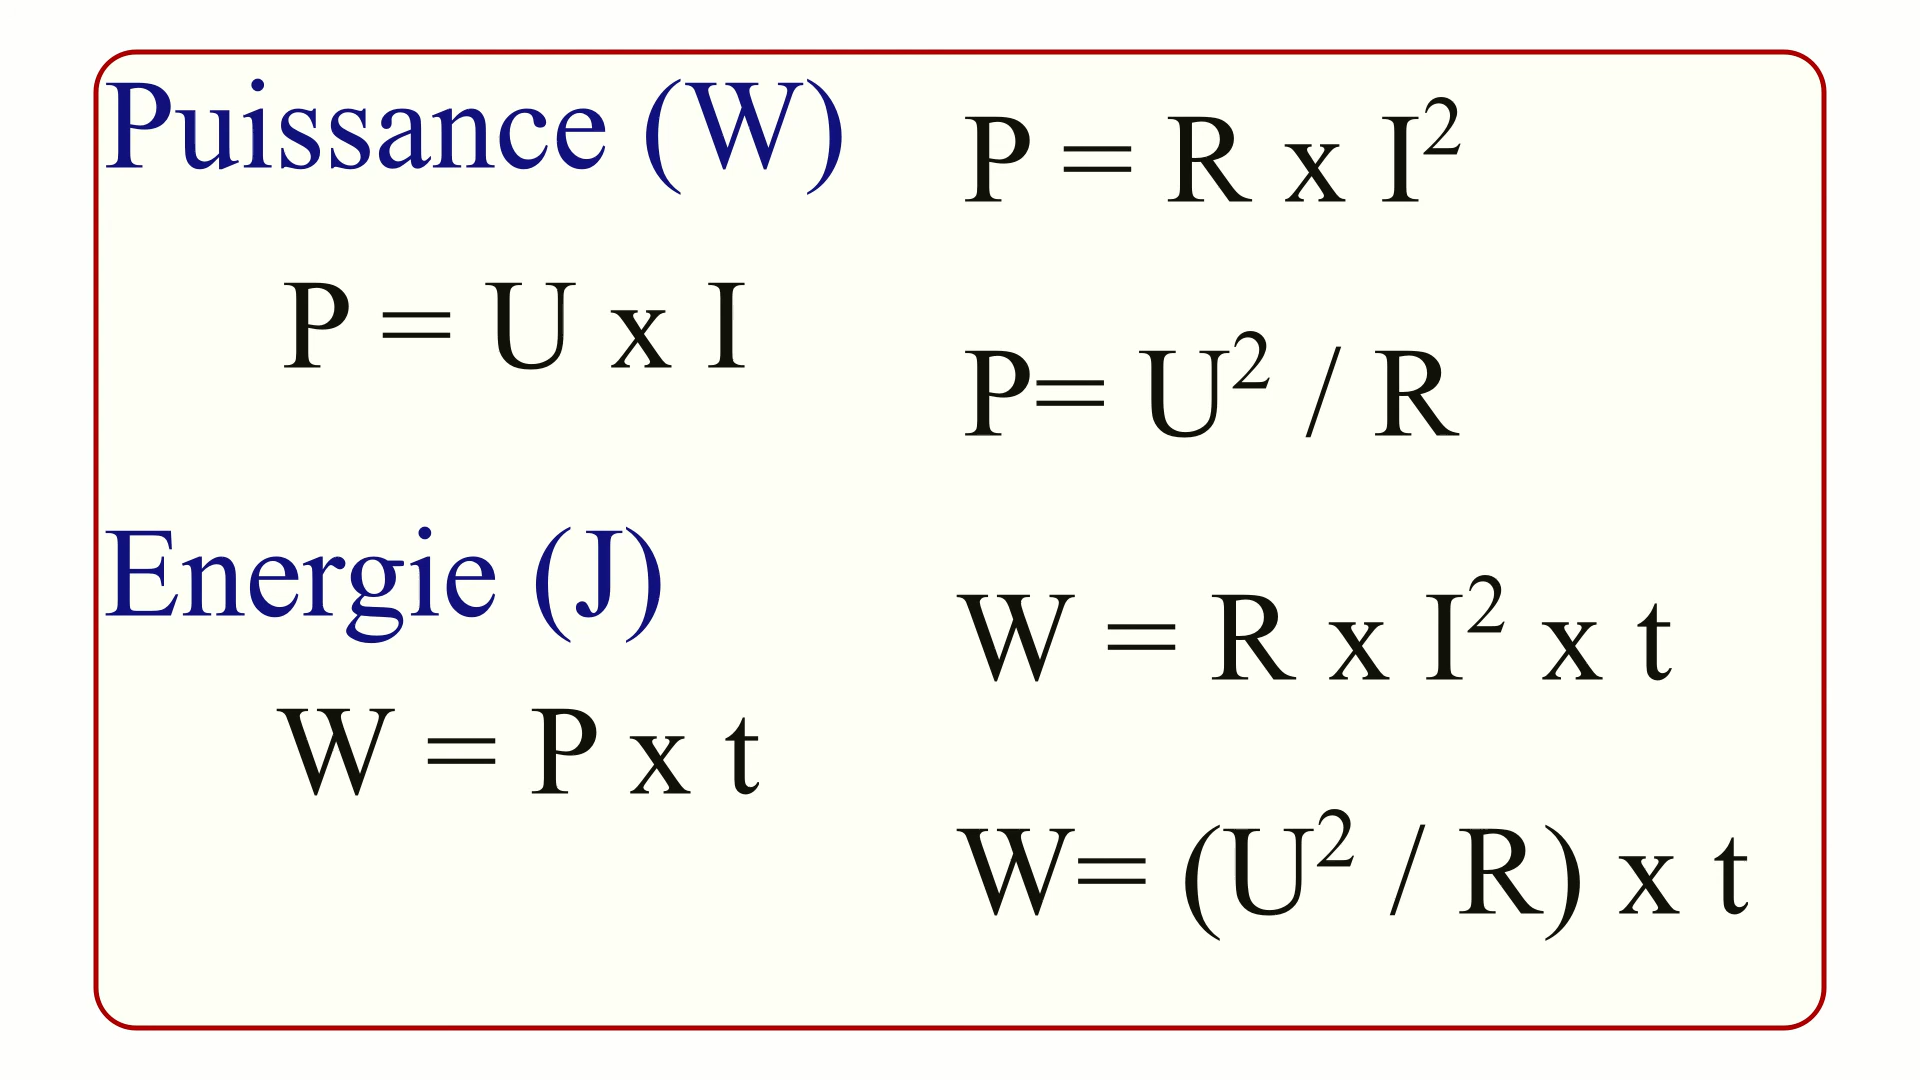 Puissance (W)
P = U x I
P = R x I²
P= U² / R
Energie (J)
W = P x t
W = R x I² x t
W= (U² / R) x t